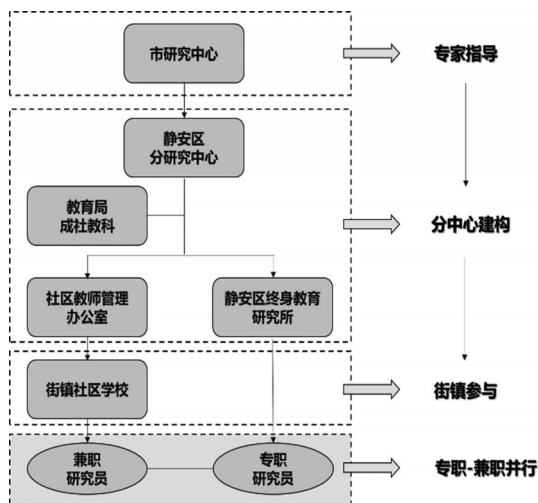 市研究中心
专家指导
静安区
分研究中心
教育局
成社教科
分中心建构
社区教师管理
办公室
静安区终身教育
研究所
街镇社区学校
街镇参与
兼职
研究员
专职
研究员
专职-兼职并行